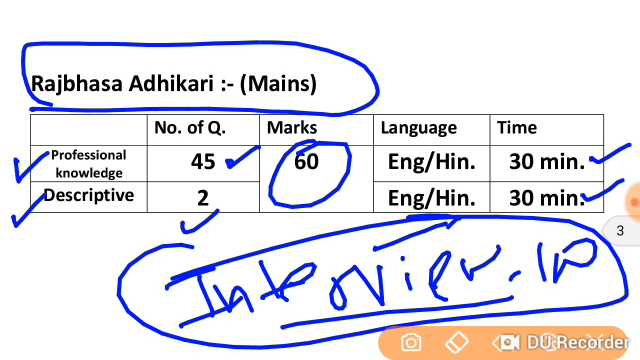 Rajbhasa Adhikari :- (Mains)
No. of Q. Marks Language Time
Professional knowledge 45 60 Eng/Hin. 30 min.
Descriptive 2 Eng/Hin. 30 min.
3
Interview.
DU Recorder